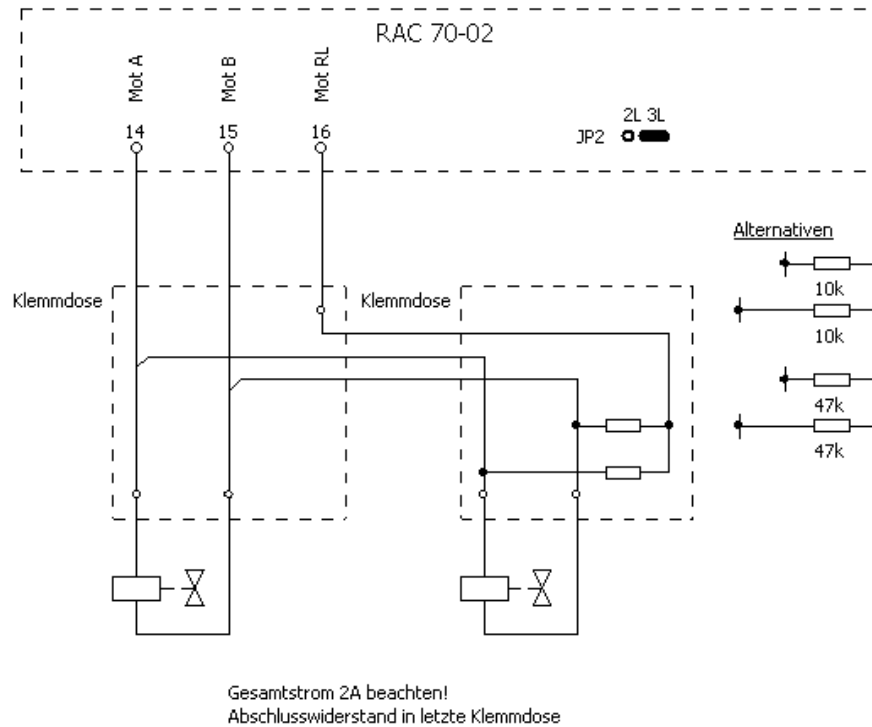 RAC 70-02
Mot A
Mot B
Mot RL
14
15
16
2L 3L
JP2
Alternativen
10k
10k
47k
47k
Klemmdose
Klemmdose
Gesamtstrom 2A beachten!
Abschlusswiderstand in letzte Klemmdose